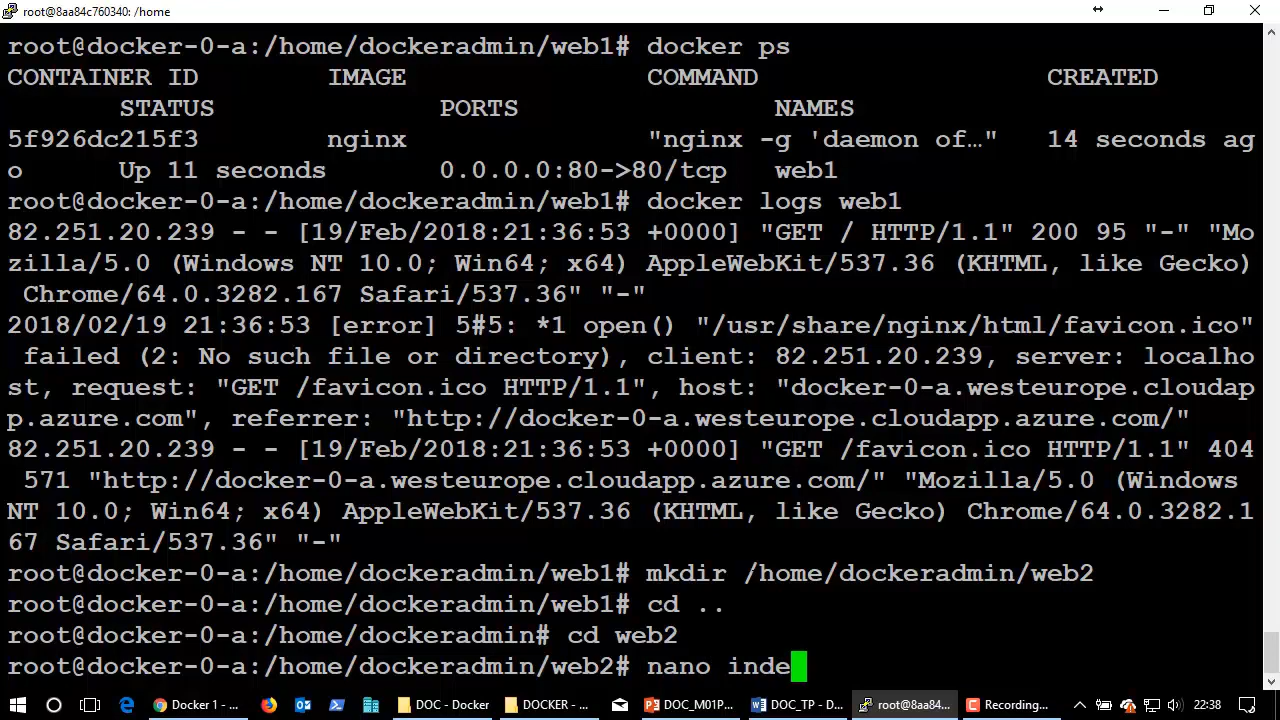 root@8aa84c760340: /home
root@docker-0-a:/home/dockeradmin/web1# docker ps
CONTAINER ID        IMAGE               COMMAND                  CREATED
       STATUS              PORTS                NAMES
5f926dc215f3        nginx               "nginx -g 'daemon of…"   14 seconds ag
o      Up 11 seconds       0.0.0.0:80->80/tcp   web1
root@docker-0-a:/home/dockeradmin/web1# docker logs web1
82.251.20.239 - - [19/Feb/2018:21:36:53 +0000] "GET / HTTP/1.1" 200 95 "-" "Mo
zilla/5.0 (Windows NT 10.0; Win64; x64) AppleWebKit/537.36 (KHTML, like Gecko)
 Chrome/64.0.3282.167 Safari/537.36" "-"
2018/02/19 21:36:53 [error] 5#5: *1 open() "/usr/share/nginx/html/favicon.ico"
 failed (2: No such file or directory), client: 82.251.20.239, server: localho
st, request: "GET /favicon.ico HTTP/1.1", host: "docker-0-a.westeurope.cloudap
p.azure.com", referrer: "http://docker-0-a.westeurope.cloudapp.azure.com/"
82.251.20.239 - - [19/Feb/2018:21:36:53 +0000] "GET /favicon.ico HTTP/1.1" 404
 571 "http://docker-0-a.westeurope.cloudapp.azure.com/" "Mozilla/5.0 (Windows
NT 10.0; Win64; x64) AppleWebKit/537.36 (KHTML, like Gecko) Chrome/64.0.3282.1
67 Safari/537.36" "-"
root@docker-0-a:/home/dockeradmin/web1# mkdir /home/dockeradmin/web2
root@docker-0-a:/home/dockeradmin/web1# cd ..
root@docker-0-a:/home/dockeradmin# cd web2
root@docker-0-a:/home/dockeradmin/web2# nano inde
Docker 1 - ... DOC - Docker DOCKER - ... DOC_M01P... DOC_TP - D... root@8aa84... Recording... 22:38